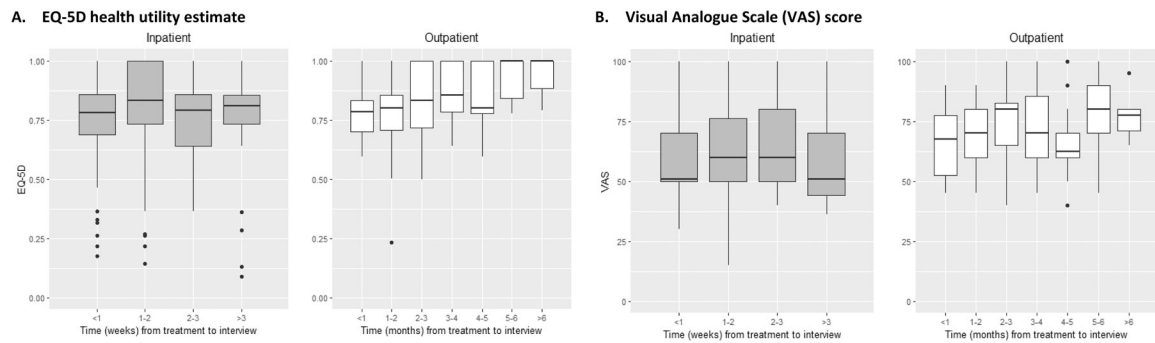 A. EQ-5D health utility estimate
Inpatient
Outpatient
EQ-5D
1.00
0.75
0.50
0.25
0.00
<1 1-2 2-3 >3
Time (weeks) from treatment to interview
1.00
0.75
0.50
0.25
0.00
<1 1-2 2-3 3-4 4-5 5-6 >6
Time (months) from treatment to interview
B. Visual Analogue Scale (VAS) score
Inpatient
Outpatient
VAS
100
75
50
25
0
<1 1-2 2-3 >3
Time (weeks) from treatment to interview
100
75
50
25
0
<1 1-2 2-3 3-4 4-5 5-6 >6
Time (months) from treatment to interview